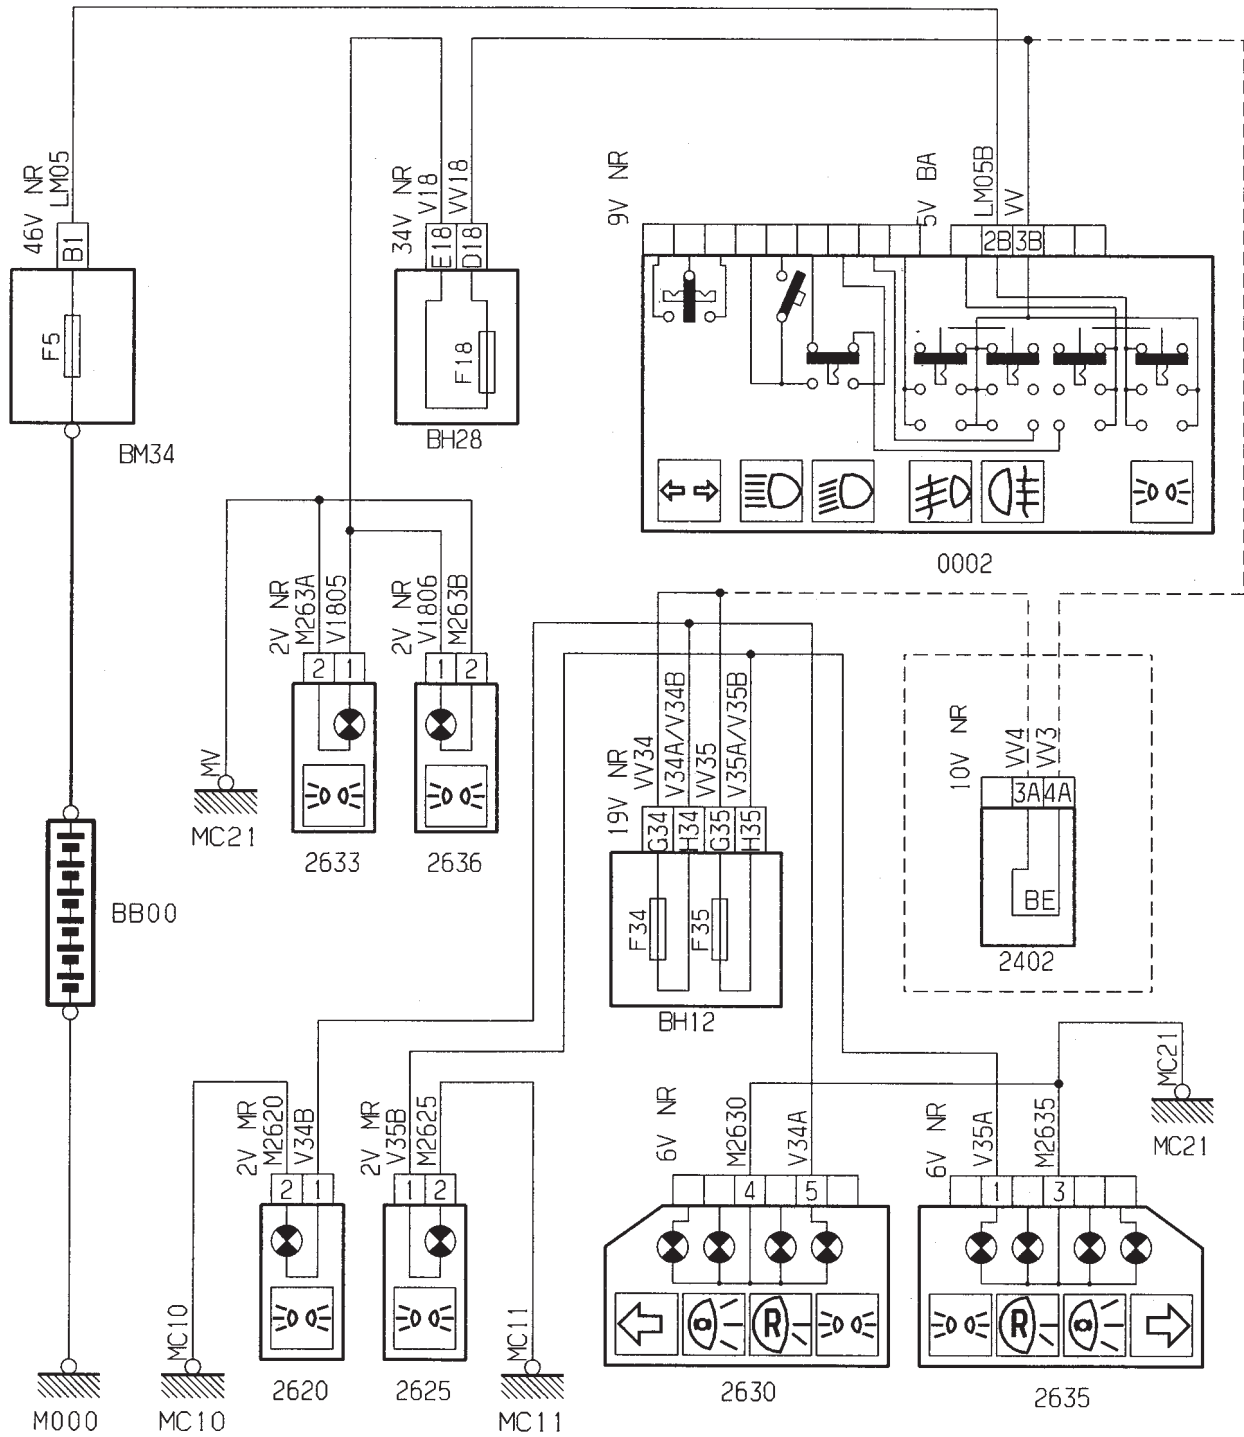 46V NR
LM05
B1
F5
BM34
34V NR
V18
VV18
E18
D18
F18
BH28
9V NR
5V BA
LM05B
VV
2B
3B
0002
2V NR
M263A
V1805
2
1
2633
2V NR
V1806
M263B
1
2
2636
MV
MC21
BB00
19V NR
VV34
V34A/V34B
VV35
V35A/V35B
G34
H34
G35
H35
F34
F35
BH12
10V NR
VV4
VV3
3A
4A
BE
2402
MC21
MC21
2V MR
M2620
V34B
2
1
2620
2V MR
V35B
M2625
1
2
2625
6V NR
M2630
V34A
4
5
R
2630
6V NR
V35A
M2635
1
3
R
2635
M000
MC10
MC10
MC11
MC11